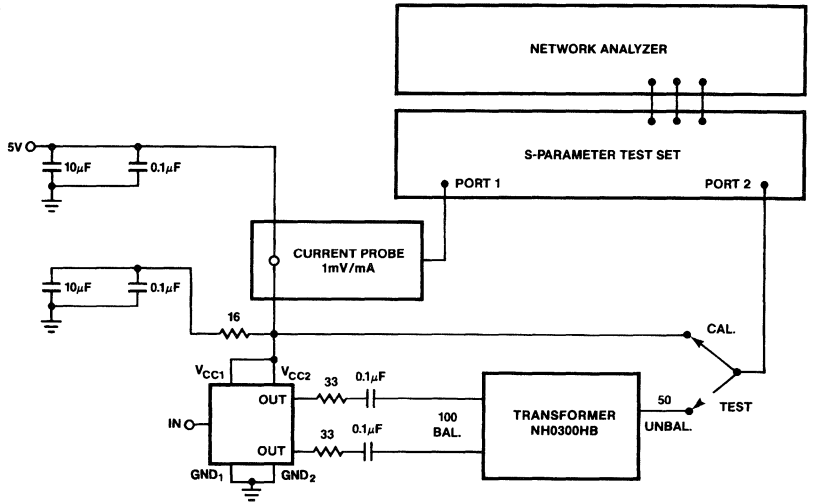 NETWORK ANALYZER
S-PARAMETER TEST SET
PORT 1
PORT 2
5V
10μF
0.1μF
CURRENT PROBE
1mV/mA
10μF
0.1μF
16
CAL.
VCC1
VCC2
33
0.1μF
OUT
IN
OUT
33
0.1μF
100
BAL.
TRANSFORMER
NH0300HB
50
UNBAL.
TEST
GND1
GND2